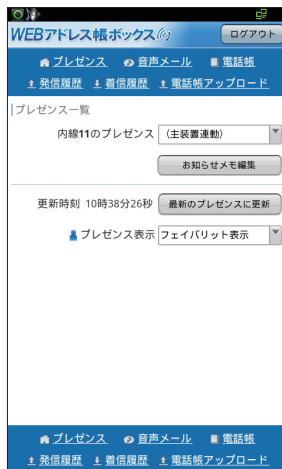 WEBアドレス帳ボックス
ログアウト
プレゼンス 音声メール 電話帳
発信履歴 着信履歴 電話帳アップロード
プレゼンス一覧
内線11のプレゼンス (主装置連動)
お知らせメモ編集
更新時刻 10時38分26秒 最新のプレゼンスに更新
プレゼンス表示 フェイバリット表示
プレゼンス 音声メール 電話帳
発信履歴 着信履歴 電話帳アップロード